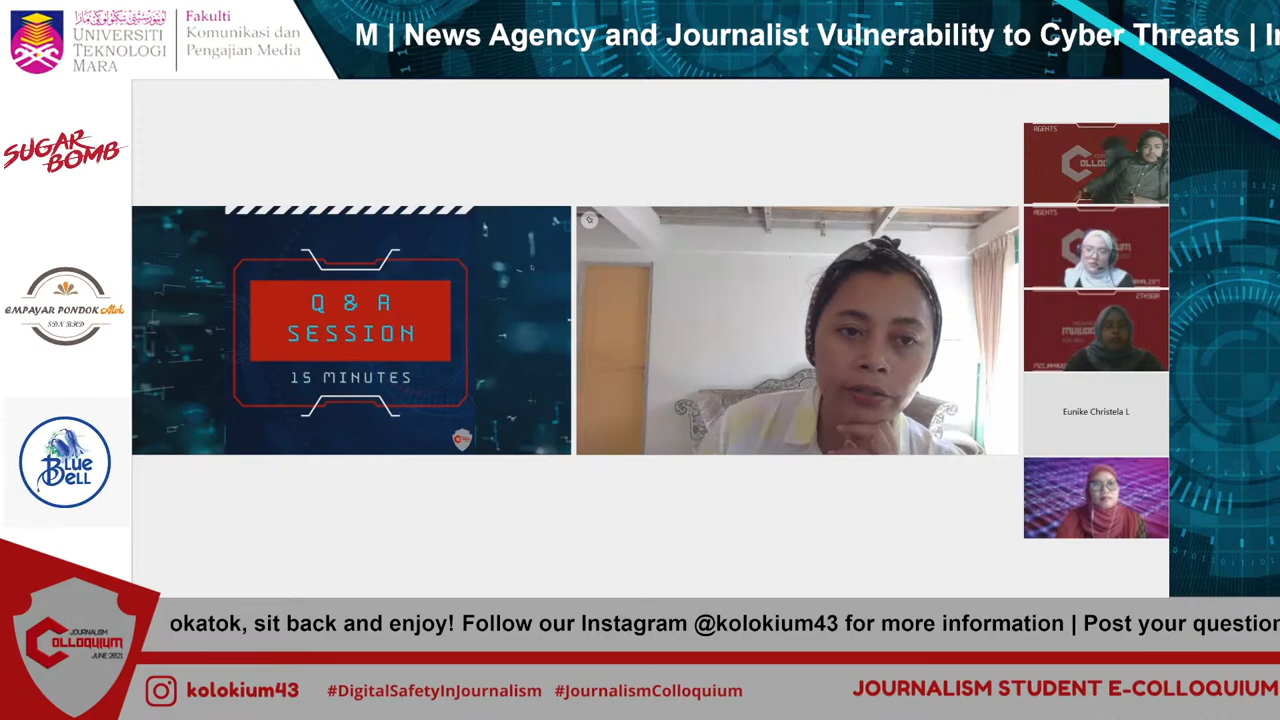 UNIVERSITI
TEKNOLOGI
MARA
Fakulti
Komunikasi dan
Pengajian Media
M | News Agency and Journalist Vulnerability to Cyber Threats | In
SUGAR
BOMB
EMPAYAR PONDOK Atok
SDN BHD
BLUE
BELL
Q & A
SESSION
15 MINUTES
AGENTS
AGENTS
Eunike Christela L
JOURNALISM
COLLOQUIUM
JUNE 2021
okatok, sit back and enjoy! Follow our Instagram @kolokium43 for more information | Post your question
kolokium43
#DigitalSafetyInJournalism #JournalismColloquium
JOURNALISM STUDENT E-COLLOQUIUM